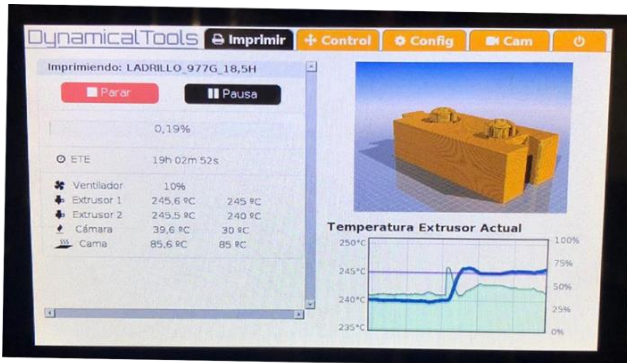 DynamicalTools Imprimir Control Config Cam
Imprimiendo: LADRILLO_977G_18,5H
Parar Pausa
0,19%
ETE 19h 02m 52s
Ventilador 10%
Extrusor 1 245,6 ºC 245 ºC
Extrusor 2 245,5 ºC 240 ºC
Cámara 39,6 ºC 30 ºC
Cama 85,6 ºC 85 ºC
Temperatura Extrusor Actual
250°C 100%
75%
245°C
50%
240°C
25%
235°C 0%